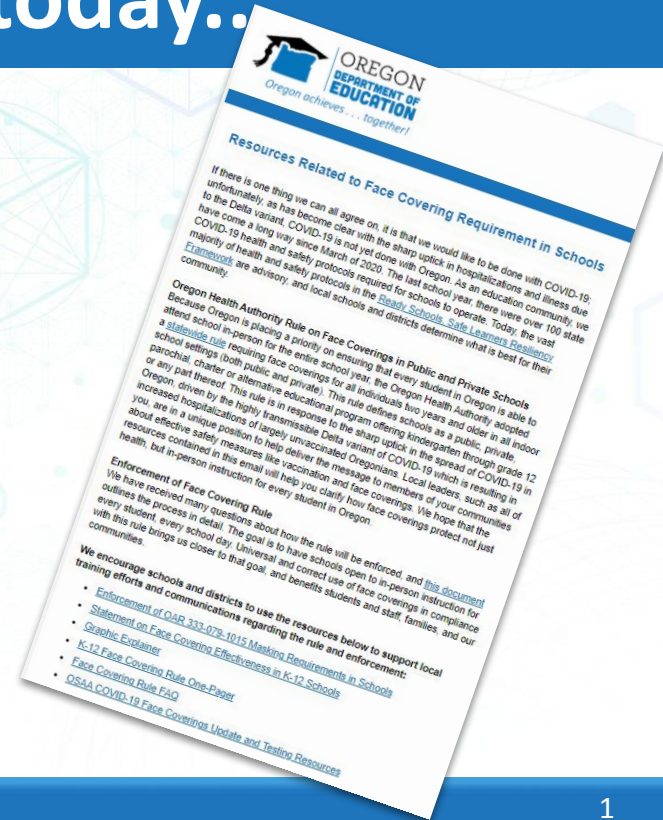 today..
OREGON
DEPARTMENT OF
EDUCATION
Oregon achieves . . . together!
Resources Related to Face Covering Requirement in Schools
If there is one thing we can all agree on, it is that we would like to be done with COVID-19;
unfortunately, as has become clear with the sharp uptick in hospitalizations and illness due
to the Delta variant, COVID-19 is not yet done with Oregon. As an education community, we
have come a long way since March of 2020. The last school year, there were over 100 state
COVID-19 health and safety protocols required for schools to operate. Today, the vast
majority of health and safety protocols in the Ready Schools, Safe Learners Resiliency
Framework are advisory, and local schools and districts determine what is best for their
community.
Oregon Health Authority Rule on Face Coverings in Public and Private Schools
Because Oregon is placing a priority on ensuring that every student in Oregon is able to
attend school in-person for the entire school year, the Oregon Health Authority adopted
a statewide rule requiring face coverings for all individuals two years and older in all indoor
school settings (both public and private). This rule defines schools as a public, private,
parochial, charter or alternative educational program offering kindergarten through grade 12
or any part thereof. This rule is in response to the sharp uptick in the spread of COVID-19 in
Oregon, driven by the highly transmissible Delta variant of COVID-19 which is resulting in
increased hospitalizations of largely unvaccinated Oregonians. Local leaders, such as all of
you, are in a unique position to help deliver the message to members of your communities
about effective safety measures like vaccination and face coverings. We hope that the
resources contained in this email will help you clarify how face coverings protect not just
health, but in-person instruction for every student in Oregon.
Enforcement of Face Covering Rule
We have received many questions about how the rule will be enforced, and this document
outlines the process in detail. The goal is to have schools open to in-person instruction for
every student, every school day. Universal and correct use of face coverings in compliance
with this rule brings us closer to that goal, and benefits students and staff, families, and our
communities.
We encourage schools and districts to use the resources below to support local
training efforts and communications regarding the rule and enforcement:
• Enforcement of OAR 333-079-1015 Masking Requirements in Schools
• Statement on Face Covering Effectiveness in K-12 Schools
• Graphic Explainer
• K-12 Face Covering Rule One-Pager
• Face Covering Rule FAQ
• OSAA COVID-19 Face Coverings Update and Testing Resources
1